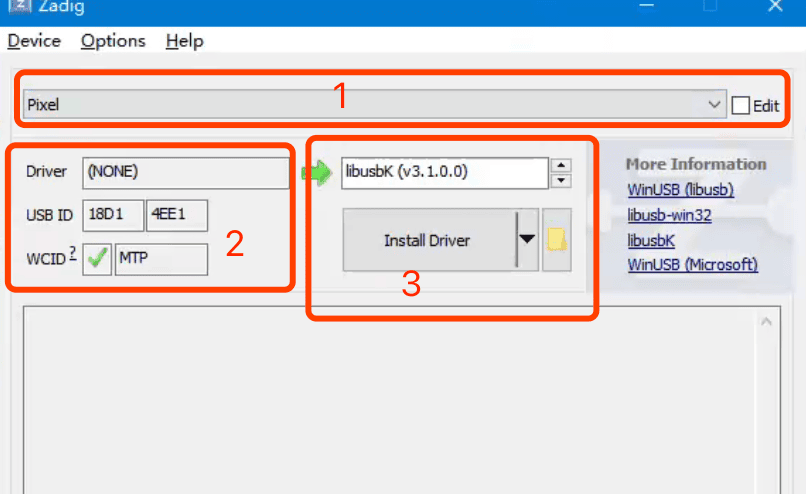 Zadig
Device Options Help
Pixel 1 Edit
Driver (NONE) libusbK (v3.1.0.0)
USB ID 18D1 4EE1
WCID ? MTP
2
Install Driver
3
More Information
WinUSB (libusb)
libusb-win32
libusbK
WinUSB (Microsoft)